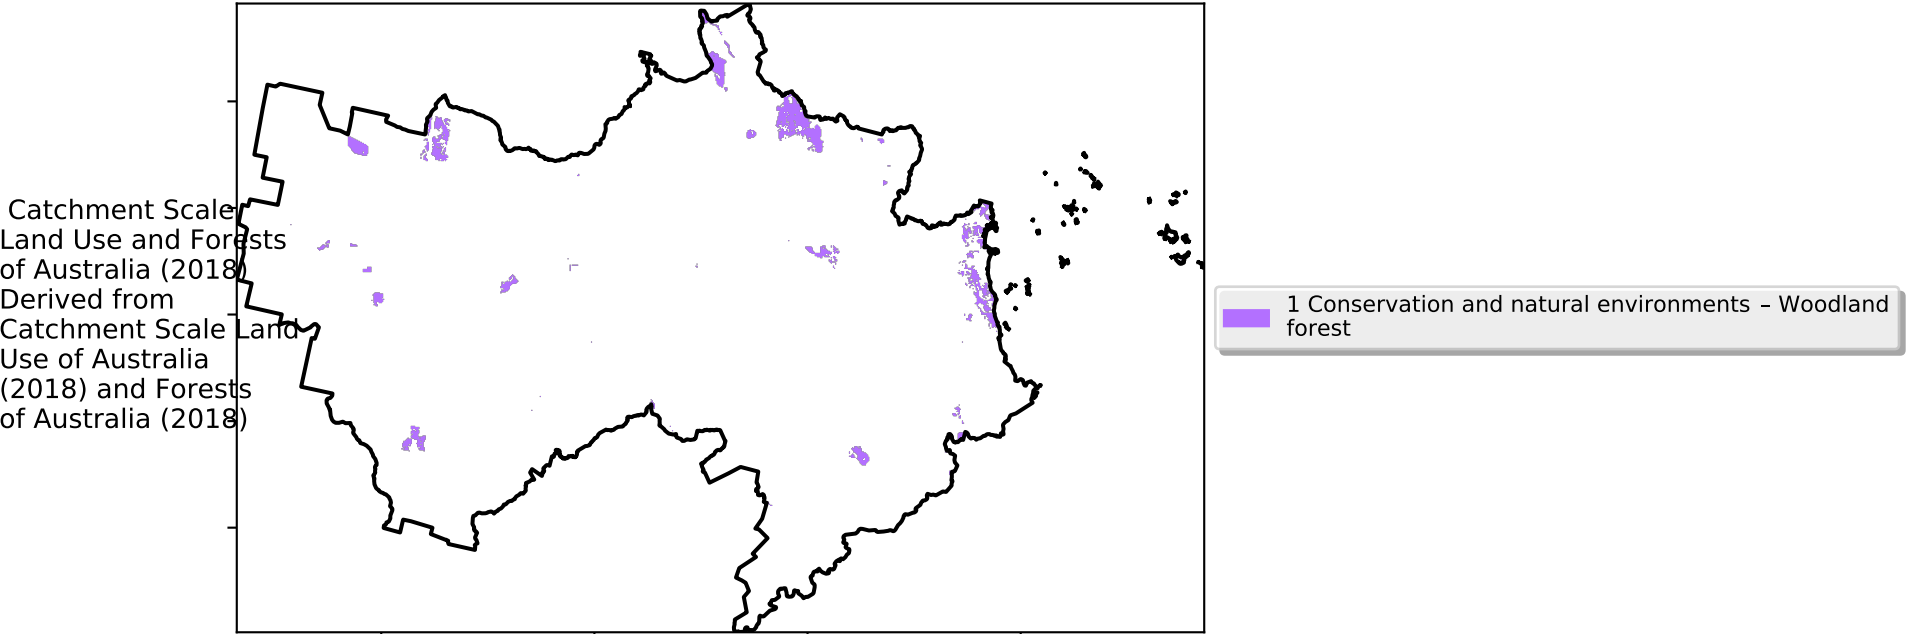 Catchment Scale
Land Use and Forests
of Australia (2018)
Derived from
Catchment Scale Land
Use of Australia
(2018) and Forests
of Australia (2018)
1 Conservation and natural environments – Woodland
forest